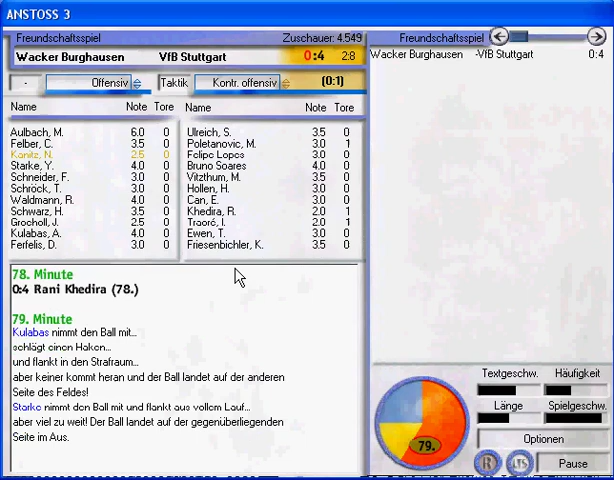 ANSTOSS 3
Freundschaftsspiel Zuschauer: 4.549
Wacker Burghausen VfB Stuttgart 0:4 2:8
- Offensiv Taktik Kontr. offensiv (0:1)
Name Note Tore Name Note Tore
Aulbach, M. 6.0 0 Ulreich, S. 3.5 0
Felber, C. 3.5 0 Poletanovic, M. 3.0 1
Kanitz, N. 2.5 0 Felipe Lopes 3.0 0
Starke, Y. 4.0 0 Bruno Soares 4.0 0
Schneider, F. 3.0 0 Vitzthum, M. 3.5 0
Schröck, T. 3.0 0 Hollen, H. 3.0 0
Waldmann, R. 4.0 0 Can, E. 3.0 0
Schwarz, H. 3.5 0 Khedira, R. 2.0 1
Grocholl, J. 2.5 0 Traoré, I. 2.0 1
Kulabas, A. 4.0 0 Ewen, T. 3.0 0
Ferfelis, D. 3.0 0 Friesenbichler, K. 3.5 0
78. Minute
0:4 Rani Khedira (78.)
79. Minute
Kulabas nimmt den Ball mit...
schlägt einen Haken...
und flankt in den Strafraum...
aber keiner kommt heran und der Ball landet auf der anderen
Seite des Feldes!
Starke nimmt den Ball mit und flankt aus vollem Lauf...
aber viel zu weit! Der Ball landet auf der gegenüberliegenden
Seite im Aus.
Freundschaftsspiel
Wacker Burghausen -VfB Stuttgart 0:4
Textgeschw. Häufigkeit
Länge Spielgeschw.
79.
Optionen
R LTS Pause